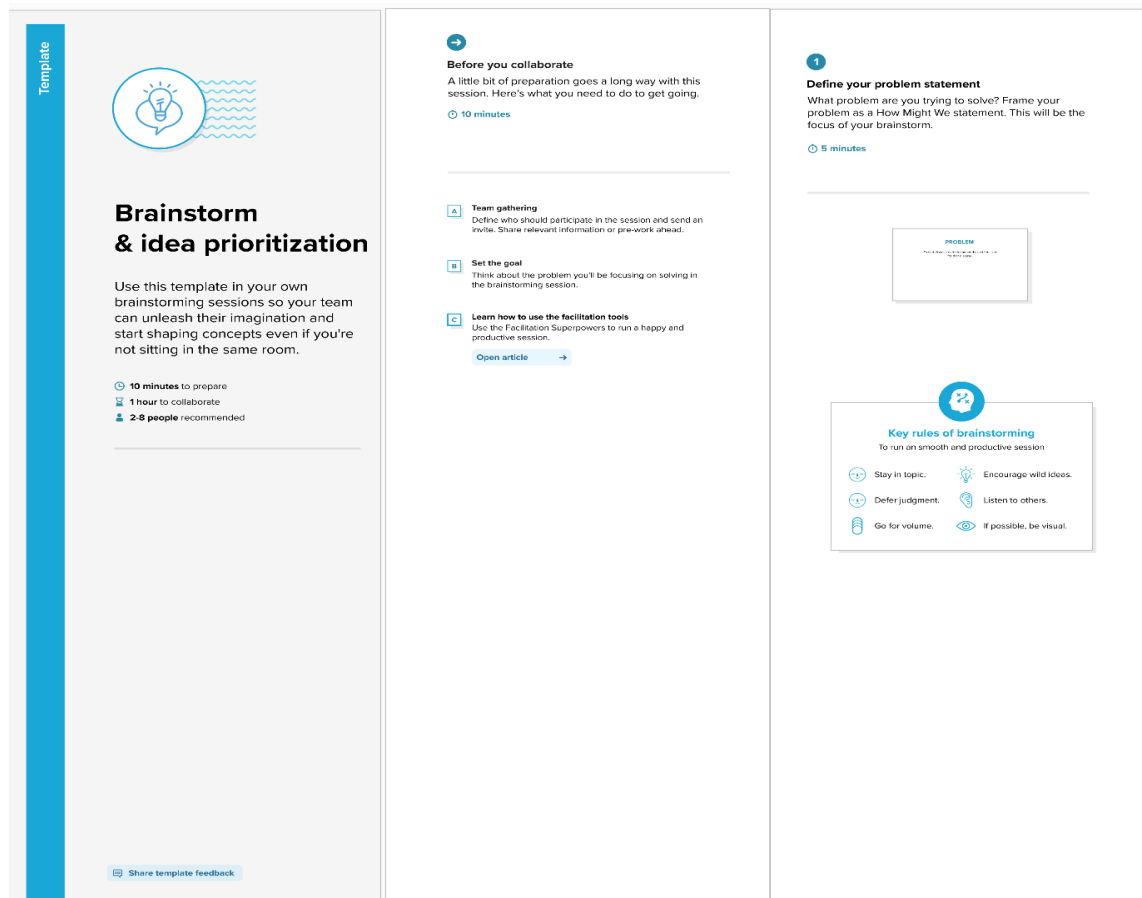 Template
Brainstorm
& idea prioritization
Use this template in your own
brainstorming sessions so your team
can unleash their imagination and
start shaping concepts even if you're
not sitting in the same room.
10 minutes to prepare
1 hour to collaborate
2-8 people recommended
Share template feedback
Before you collaborate
A little bit of preparation goes a long way with this
session. Here's what you need to do to get going.
10 minutes
A
Team gathering
Define who should participate in the session and send an
invite. Share relevant information or pre-work ahead.
B
Set the goal
Think about the problem you'll be focusing on solving in
the brainstorming session.
C
Learn how to use the facilitation tools
Use the Facilitation Superpowers to run a happy and
productive session.
Open article
1
Define your problem statement
What problem are you trying to solve? Frame your
problem as a How Might We statement. This will be the
focus of your brainstorm.
5 minutes
PROBLEM
Key rules of brainstorming
To run an smooth and productive session
Stay in topic.
Encourage wild ideas.
Defer judgment.
Listen to others.
Go for volume.
If possible, be visual.